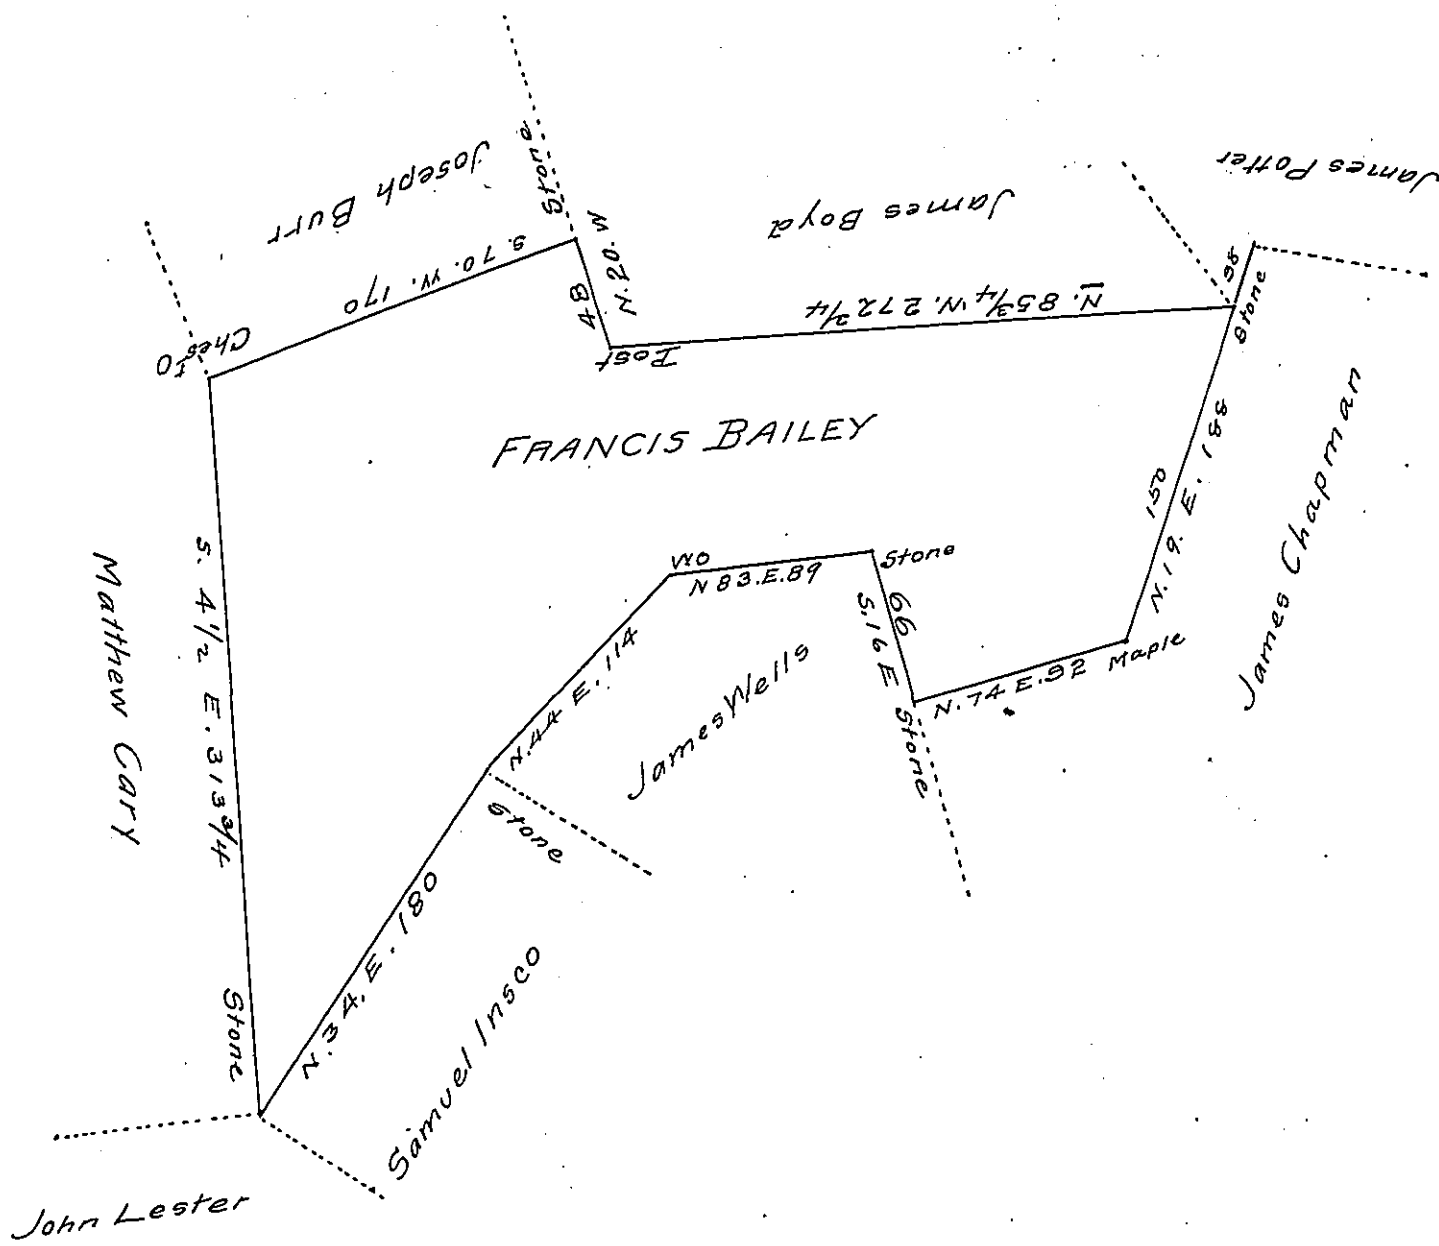 James Potter
Joseph Burr
Stone
James Boyd
S. 70. W. 170
N. 20. W
48
N. 85 3/4 W. 272 3/4
38
Stone
Ches O
Post
FRANCIS BAILEY
James Chapman
150
N. 19. E. 188
S. 4 1/2 E. 313 3/4
Matthew Cary
WO
N 83. E. 89
Stone
66
S. 16 E
N. 44 E. 114
James Wells
Maple
N. 74 E. 92
Stone
Stone
N. 34. E. 180
Samuel Insco
Stone
John Lester